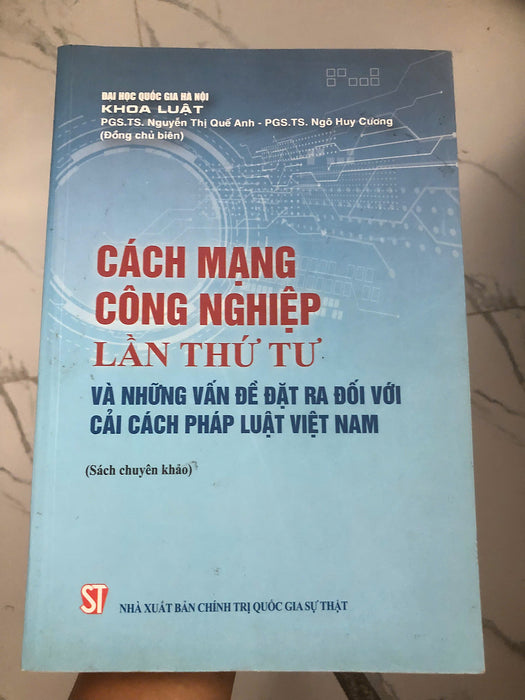 ĐẠI HỌC QUỐC GIA HÀ NỘI
KHOA LUẬT
PGS.TS. Nguyễn Thị Quế Anh - PGS.TS. Ngô Huy Cương
(Đồng chủ biên)
CÁCH MẠNG
CÔNG NGHIỆP
LẦN THỨ TƯ
VÀ NHỮNG VẤN ĐỀ ĐẶT RA ĐỐI VỚI
CẢI CÁCH PHÁP LUẬT VIỆT NAM
(Sách chuyên khảo)
ST
NHÀ XUẤT BẢN CHÍNH TRỊ QUỐC GIA SỰ THẬT